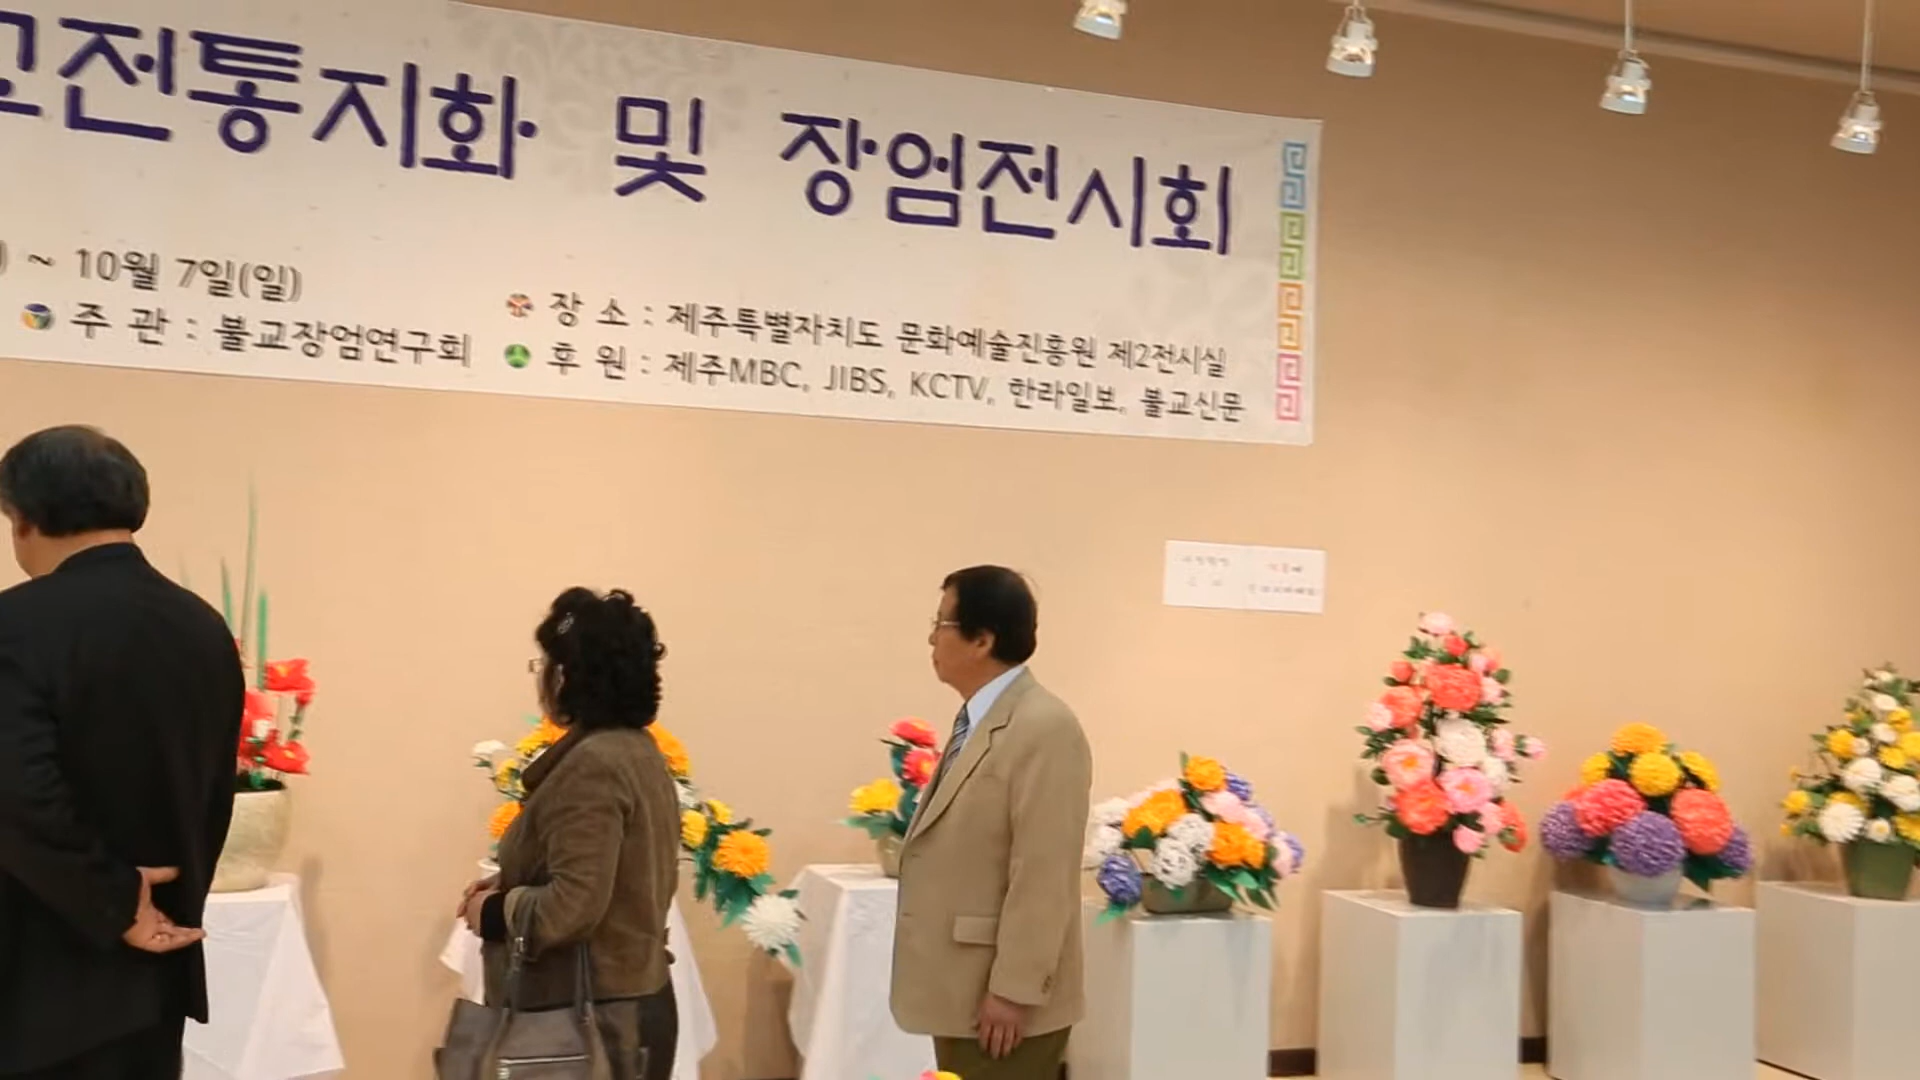 교전통지화 및 장엄전시회
~ 10월 7일(일)
장 소 : 제주특별자치도 문화예술진흥원 제2전시실
주 관 : 불교장엄연구회
후 원 : 제주MBC, JIBS, KCTV, 한라일보, 불교신문